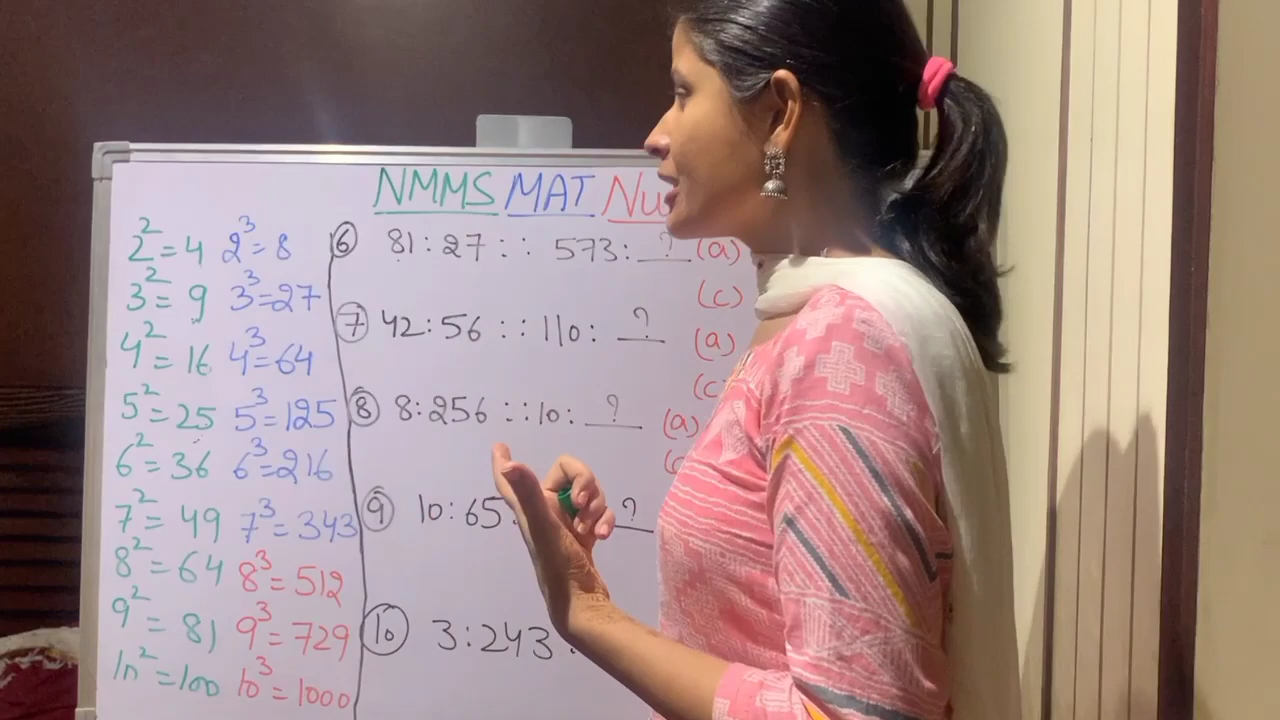 NMMS MAT Nu
2² = 4 2³ = 8
3² = 9 3³ = 27
4² = 16 4³ = 64
5² = 25 5³ = 125
6² = 36 6³ = 216
7² = 49 7³ = 343
8² = 64 8³ = 512
9² = 81 9³ = 729
10² = 100 10³ = 1000
⑥ 81 : 27 :: 573 : ? (a)
(c)
⑦ 42 : 56 :: 110 : ? (a)
(c
⑧ 8 : 256 :: 10 : ? (a)
(c
⑨ 10 : 65 : ?
⑩ 3 : 243 :